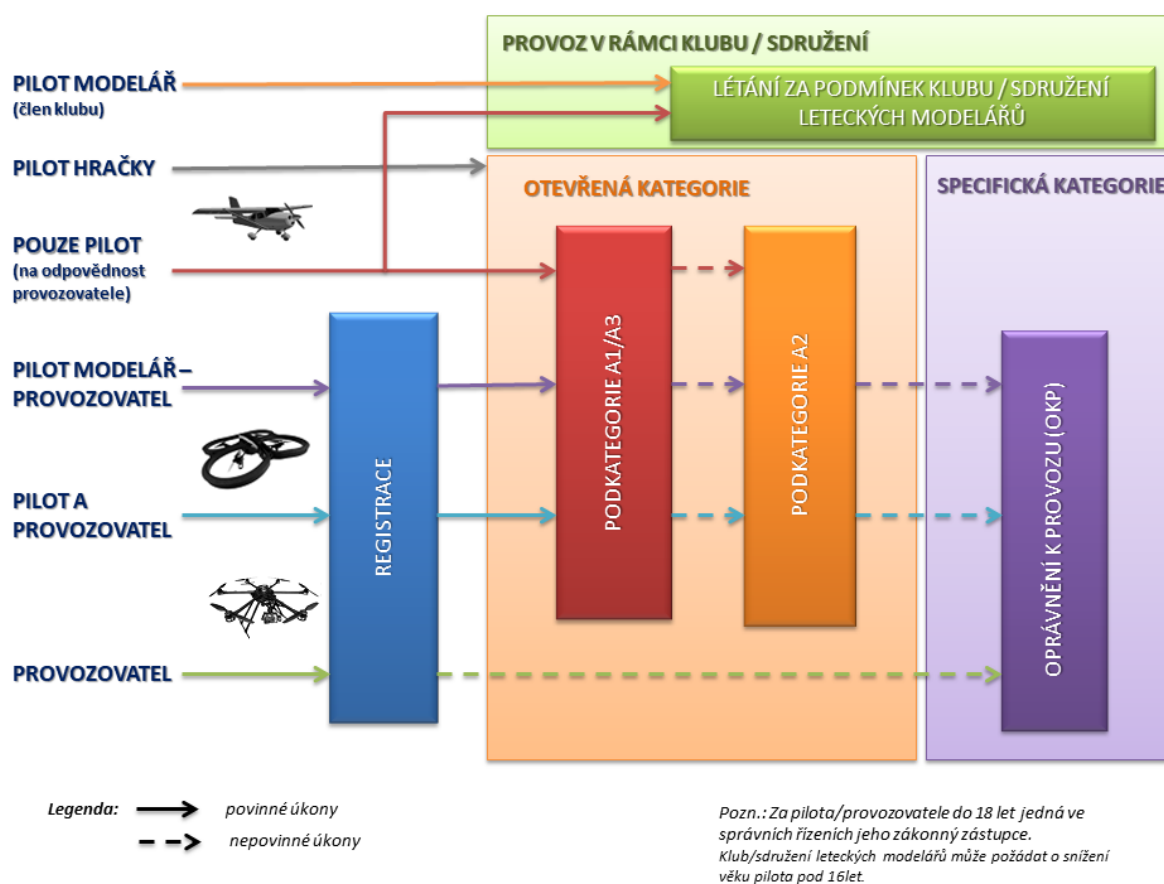 PROVOZ V RÁMCI KLUBU / SDRUŽENÍ
PILOT MODELÁŘ
(člen klubu)
LÉTÁNÍ ZA PODMÍNEK KLUBU / SDRUŽENÍ
LETECKÝCH MODELÁŘŮ
PILOT HRAČKY
OTEVŘENÁ KATEGORIE
SPECIFICKÁ KATEGORIE
POUZE PILOT
(na odpovědnost
provozovatele)
PILOT MODELÁŘ –
PROVOZOVATEL
PILOT A
PROVOZOVATEL
PROVOZOVATEL
REGISTRACE
PODKATEGORIE A1/A3
PODKATEGORIE A2
OPRÁVNĚNÍ K PROVOZU (OKP)
Legenda:
povinné úkony
nepovinné úkony
Pozn.: Za pilota/provozovatele do 18 let jedná ve
správních řízeních jeho zákonný zástupce.
Klub/sdružení leteckých modelářů může požádat o snížení
věku pilota pod 16let.